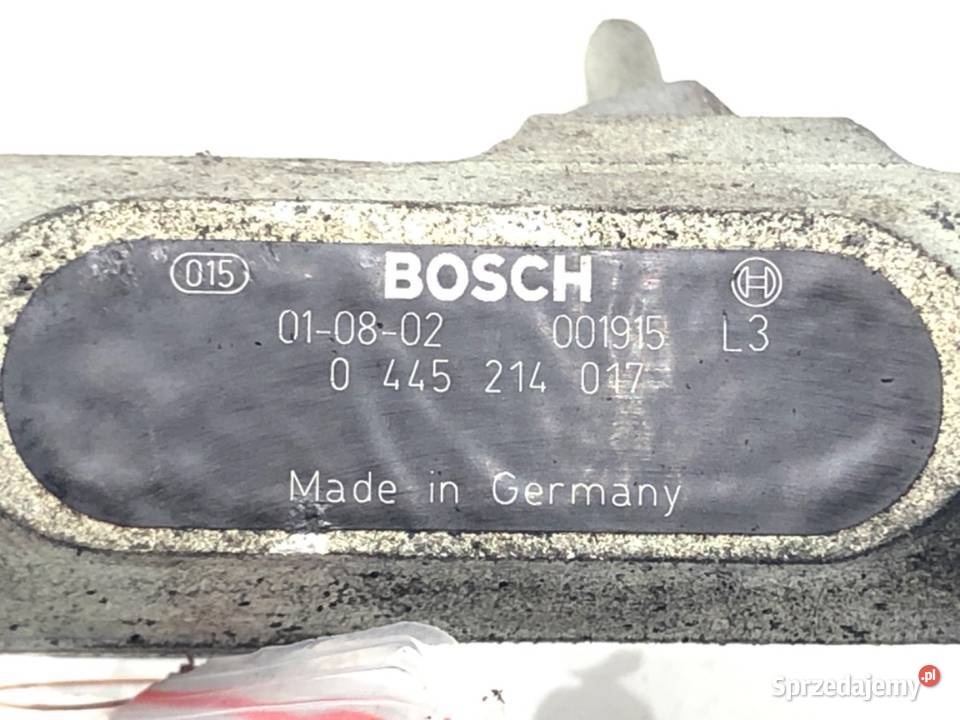 015 BOSCH
01-08-02 001915 L3
0 445 214 017
Made in Germany
Sprzedajemy.pl